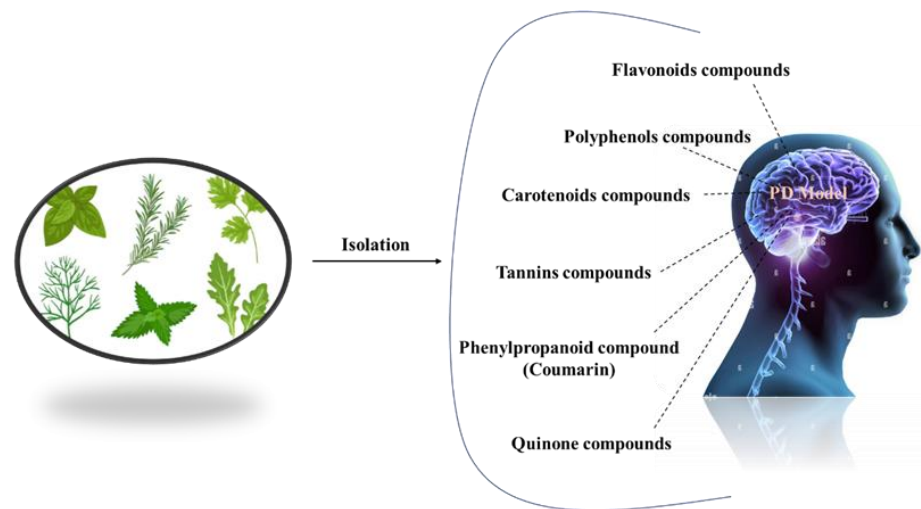 Flavonoids compounds
Polyphenols compounds
PD Model
Carotenoids compounds
Isolation
Tannins compounds
Phenylpropanoid compound
(Coumarin)
Quinone compounds